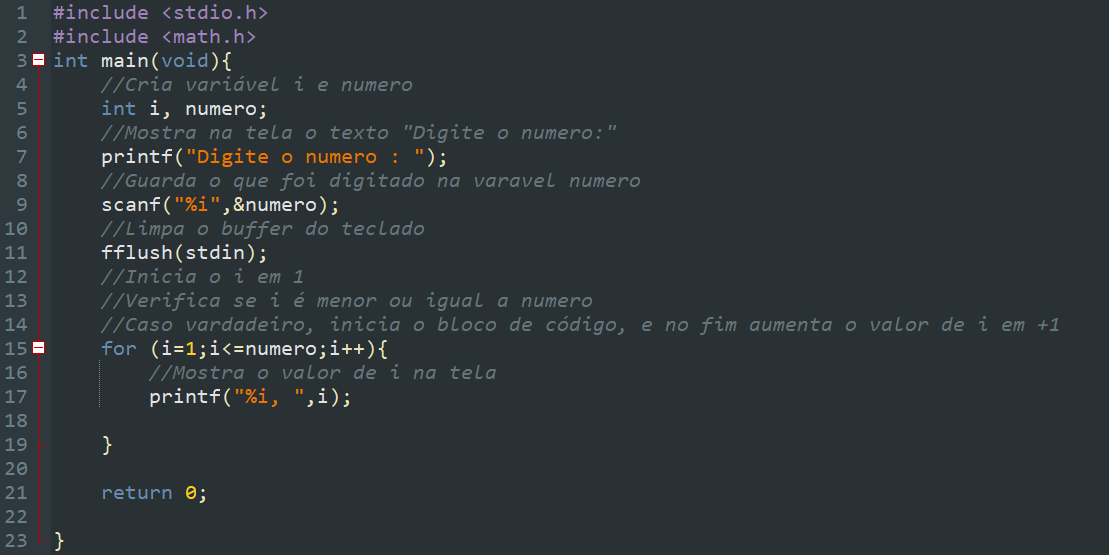 1 #include <stdio.h>
2 #include <math.h>
3 int main(void){
4 //Cria variável i e numero
5 int i, numero;
6 //Mostra na tela o texto "Digite o numero:"
7 printf("Digite o numero : ");
8 //Guarda o que foi digitado na varavel numero
9 scanf("%i",&numero);
10 //Limpa o buffer do teclado
11 fflush(stdin);
12 //Inicia o i em 1
13 //Verifica se i é menor ou igual a numero
14 //Caso vardadeiro, inicia o bloco de código, e no fim aumenta o valor de i em +1
15 for (i=1;i<=numero;i++){
16 //Mostra o valor de i na tela
17 printf("%i, ",i);
18
19 }
20
21 return 0;
22
23 }